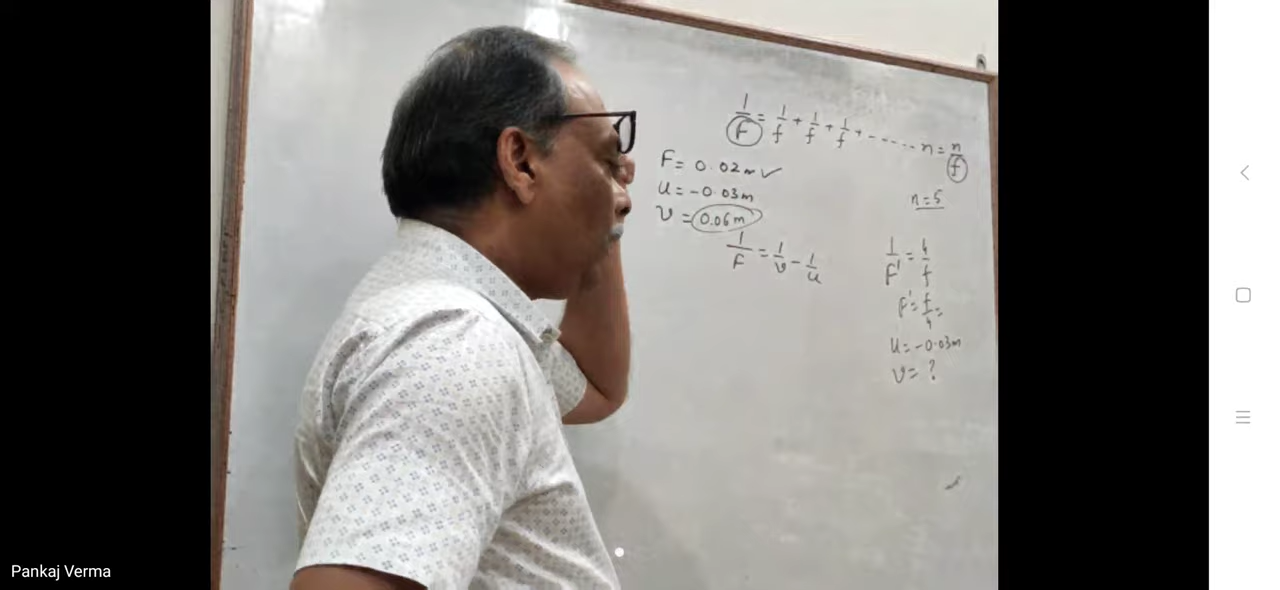 1/F = 1/f + 1/f + 1/f + ------ n = n/f
F = 0.02m ✓
u = -0.03m
v = 0.06m
n = 5
1/F = 1/v - 1/u
1/F' = 4/f
F' = f/4 =
u = -0.03m
v = ?
Pankaj Verma